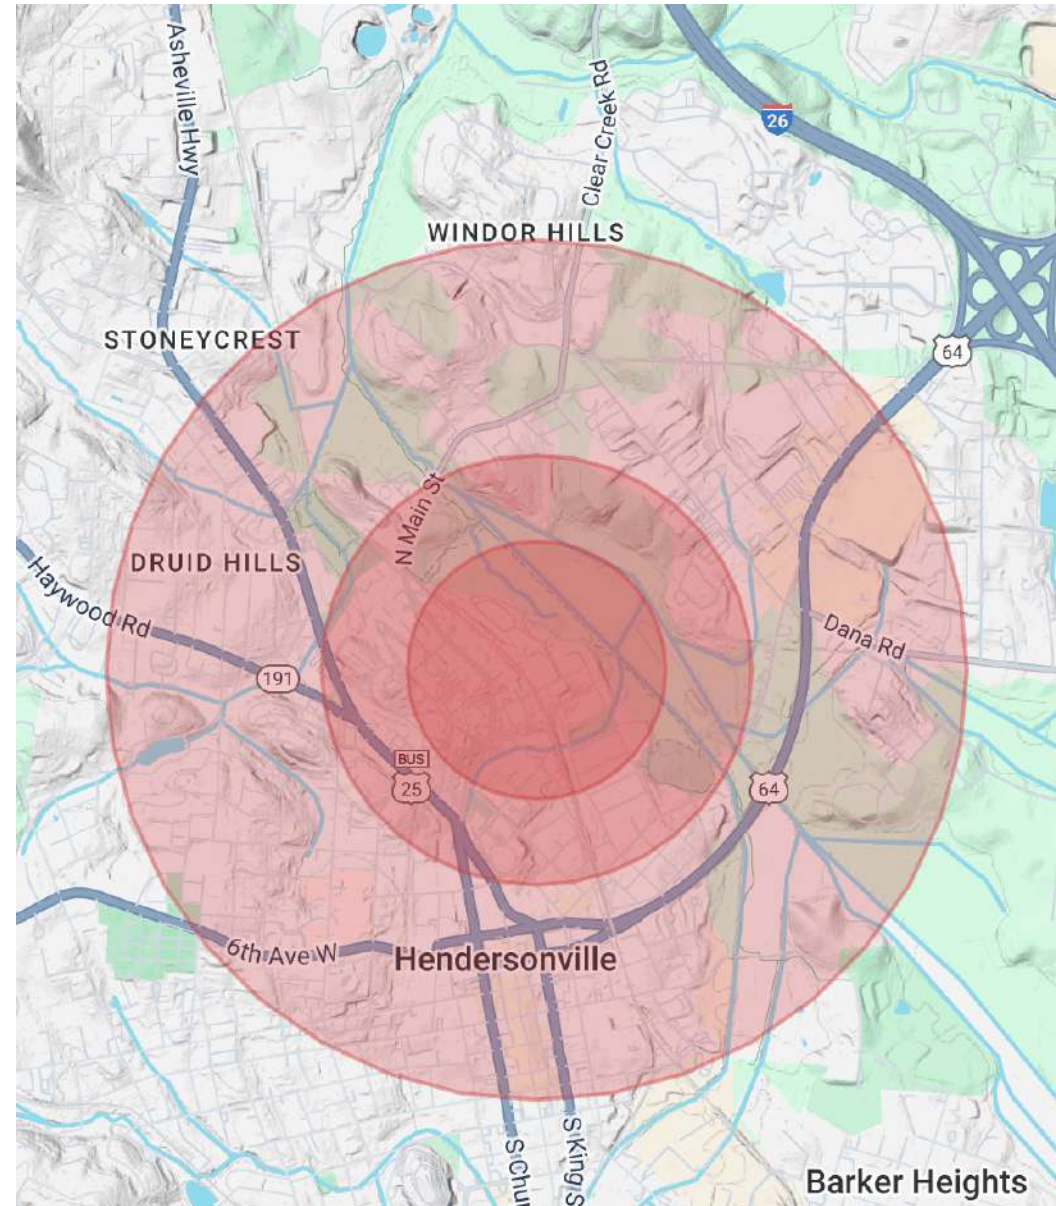 Asheville Hwy
Clear Creek Rd
26
WINDOR HILLS
STONEYCREST
64
N Main St
DRUID HILLS
Haywood Rd
Dana Rd
191
BUS
25
64
6th Ave W
Hendersonville
S Chur
S King S
Barker Heights